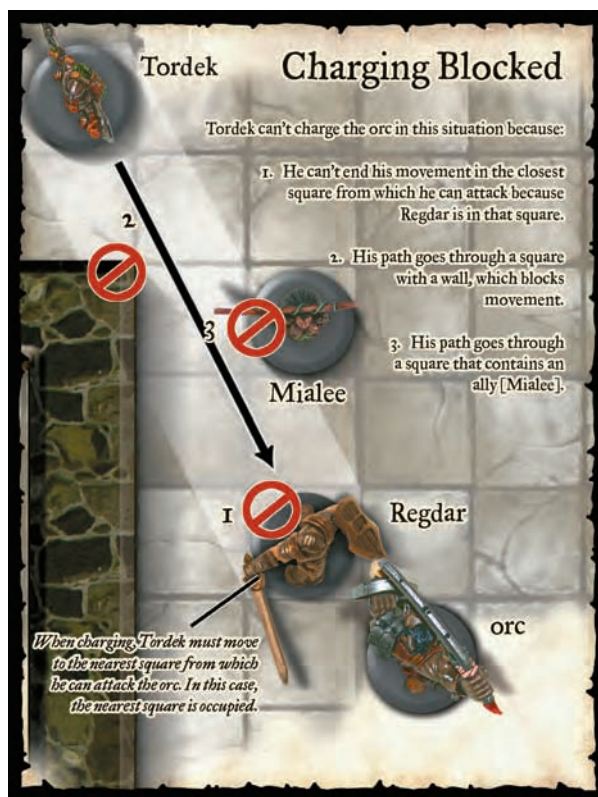 Tordek
Charging Blocked
Tordek can't charge the orc in this situation because:
1. He can't end his movement in the closest
square from which he can attack because
Regdar is in that square.
2
2. His path goes through a square
with a wall, which blocks
movement.
3
3. His path goes through
a square that contains an
ally [Mialee].
Mialee
1
Regdar
orc
When charging, Tordek must move
to the nearest square from which
he can attack the orc. In this case,
the nearest square is occupied.